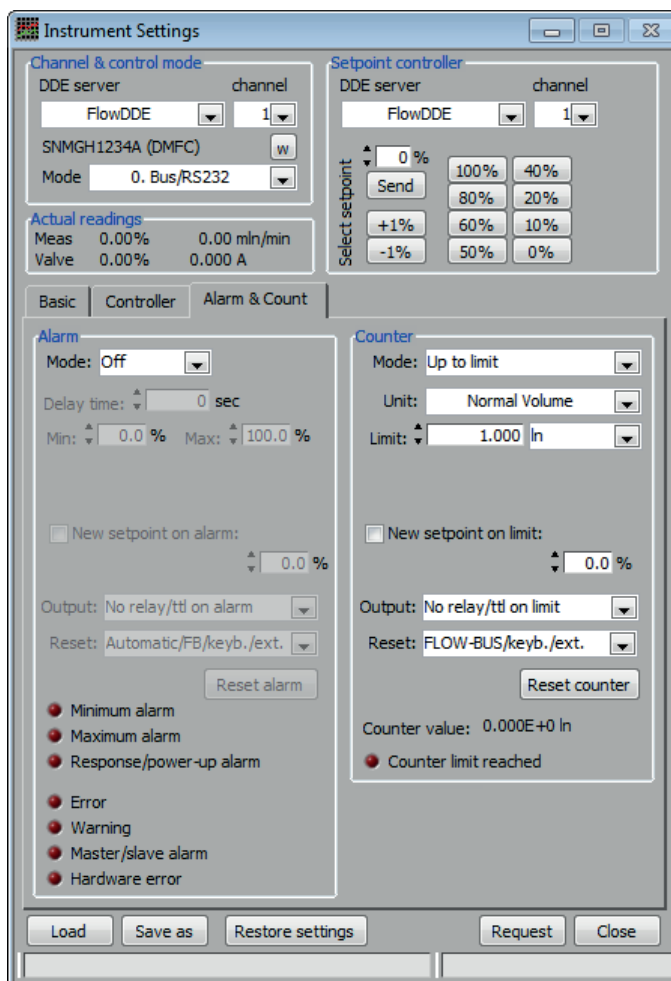 Instrument Settings
Channel & control mode
DDE server channel
FlowDDE 1
SNMGH1234A (DMFC) w
Mode 0. Bus/RS232
Setpoint controller
DDE server channel
FlowDDE 1
Select setpoint
0 %
Send
+1%
-1%
100% 40%
80% 20%
60% 10%
50% 0%
Actual readings
Meas 0.00% 0.00 mln/min
Valve 0.00% 0.000 A
Basic Controller Alarm & Count
Alarm
Mode: Off
Delay time: 0 sec
Min: 0.0 % Max: 100.0 %
New setpoint on alarm:
0.0 %
Output: No relay/ttl on alarm
Reset: Automatic/FB/keyb./ext.
Reset alarm
Minimum alarm
Maximum alarm
Response/power-up alarm
Error
Warning
Master/slave alarm
Hardware error
Counter
Mode: Up to limit
Unit: Normal Volume
Limit: 1.000 ln
New setpoint on limit:
0.0 %
Output: No relay/ttl on limit
Reset: FLOW-BUS/keyb./ext.
Reset counter
Counter value: 0.000E+0 ln
Counter limit reached
Load Save as Restore settings Request Close